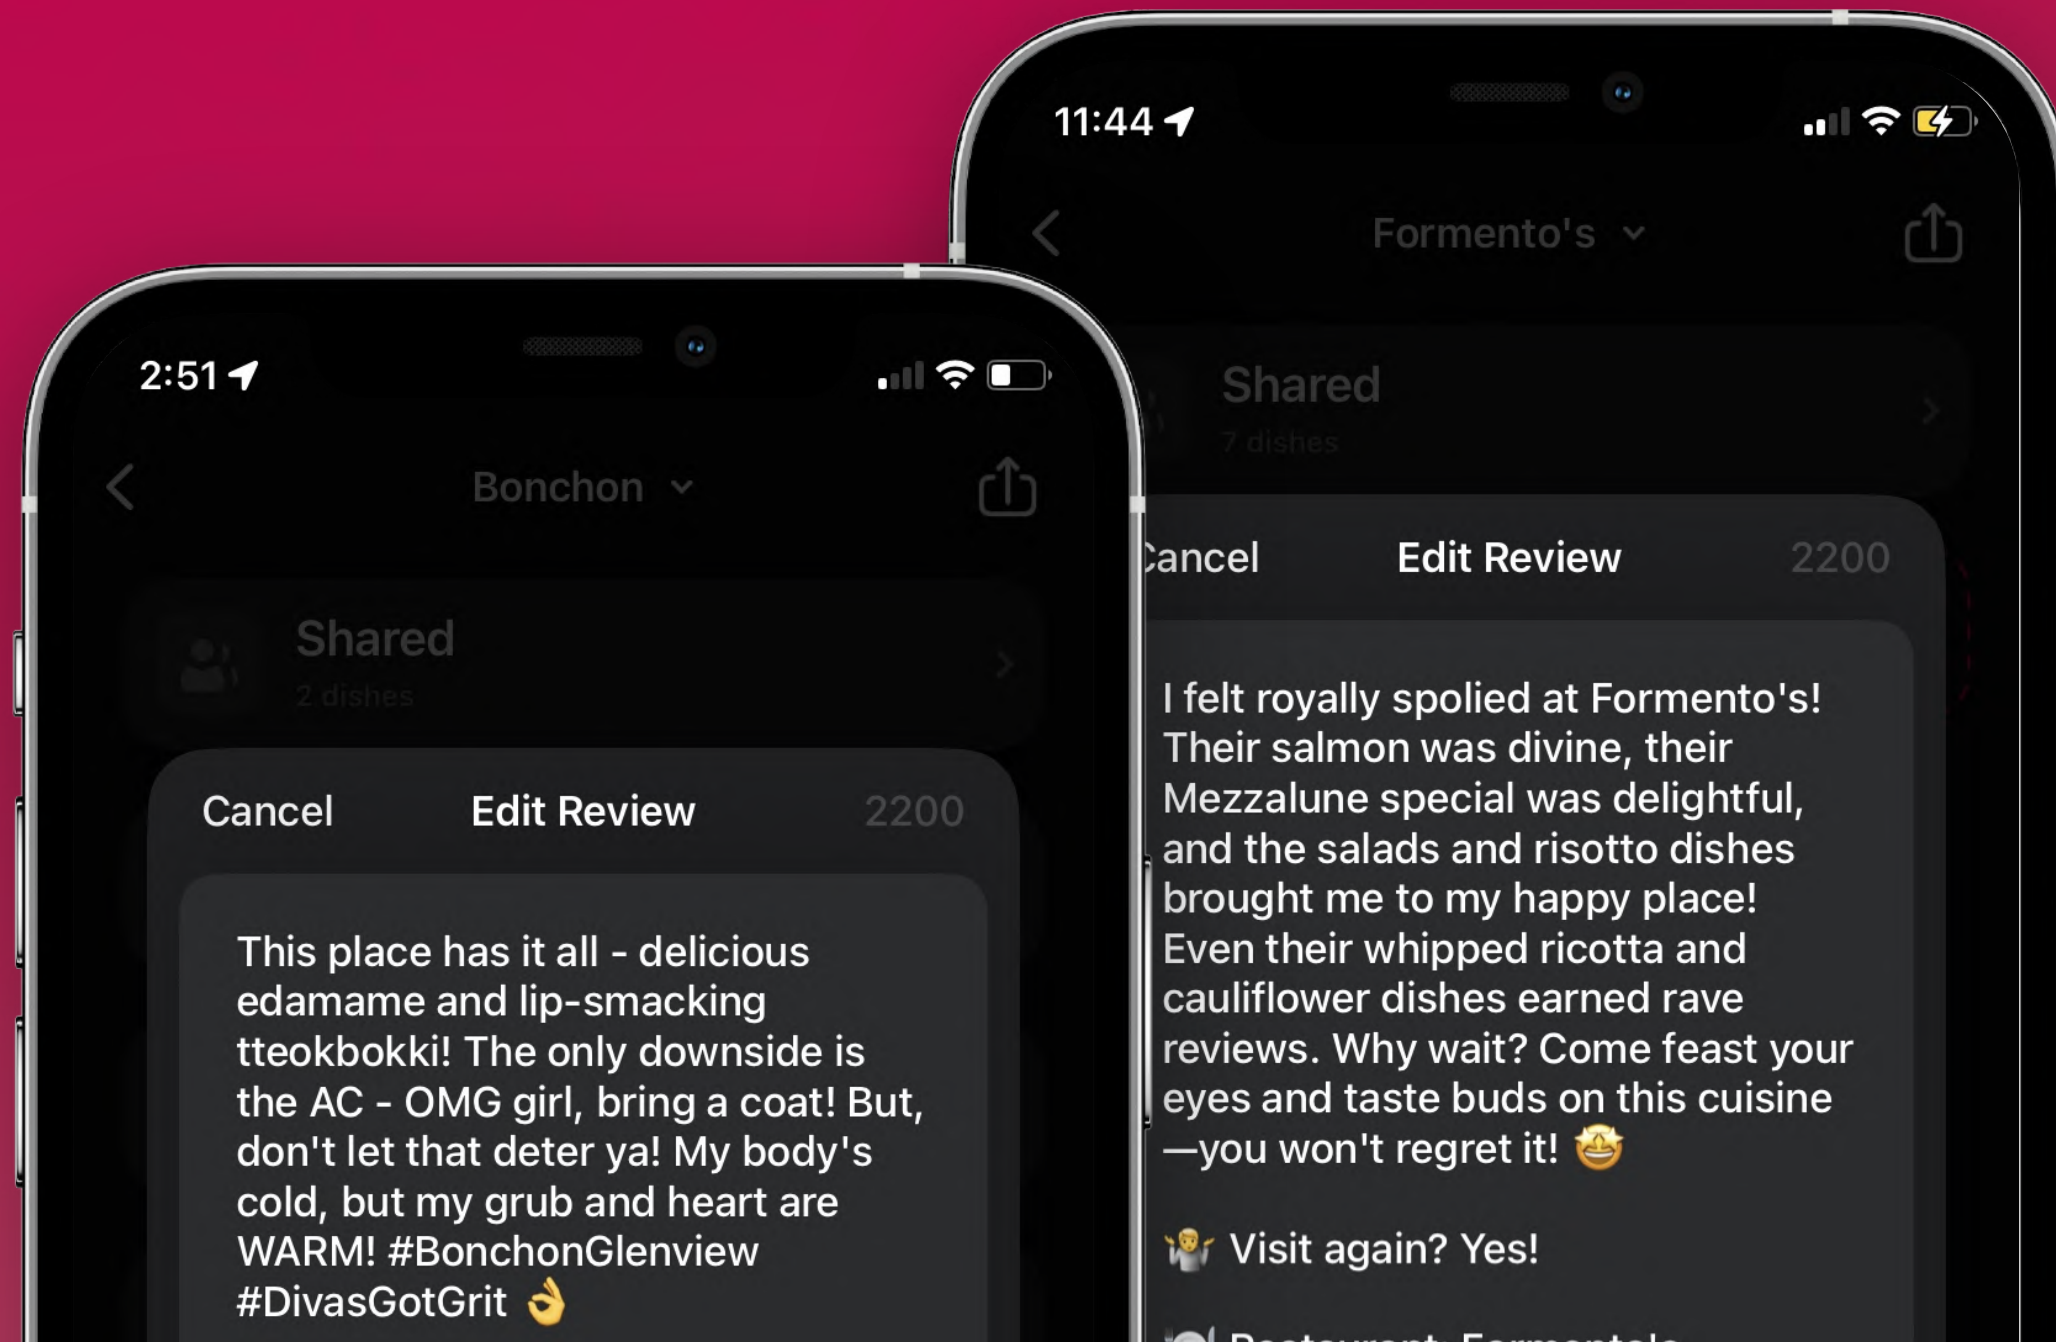 2:51
Bonchon
Shared
2 dishes
Cancel
Edit Review
2200
This place has it all - delicious
edamame and lip-smacking
tteokbokki! The only downside is
the AC - OMG girl, bring a coat! But,
don't let that deter ya! My body's
cold, but my grub and heart are
WARM! #BonchonGlenview
#DivasGotGrit 👌
11:44
Formento's
Shared
7 dishes
Cancel
Edit Review
2200
I felt royally spolied at Formento's!
Their salmon was divine, their
Mezzalune special was delightful,
and the salads and risotto dishes
brought me to my happy place!
Even their whipped ricotta and
cauliflower dishes earned rave
reviews. Why wait? Come feast your
eyes and taste buds on this cuisine
—you won't regret it! 🤩
🤷 Visit again? Yes!
🍽️ Restaurant: Formento's